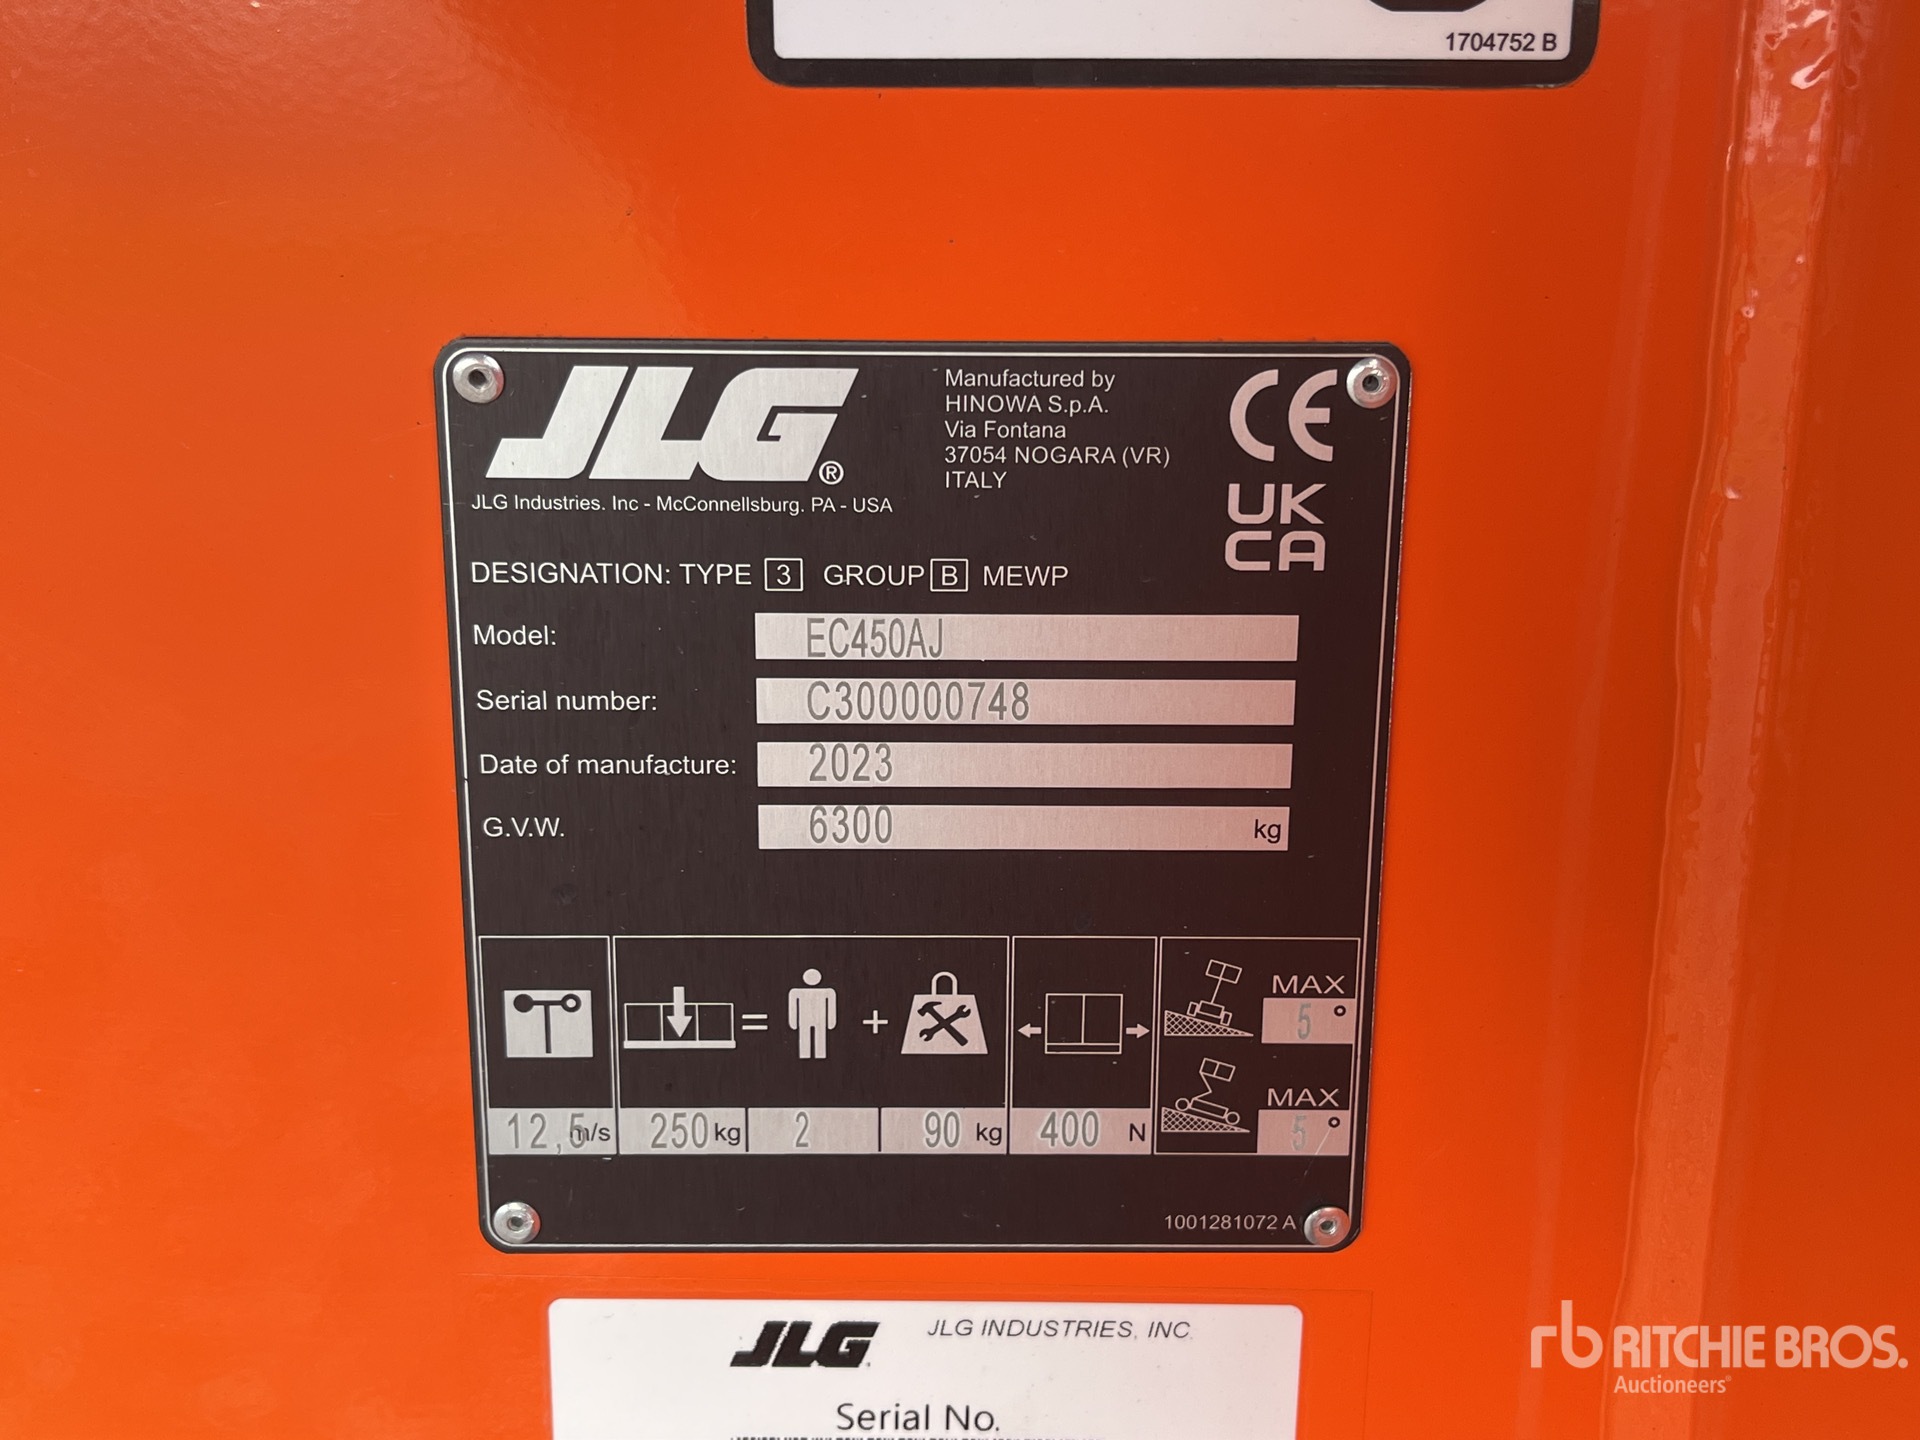 1704752 B
JLG®
JLG Industries. Inc - McConnellsburg. PA - USA
Manufactured by
HINOWA S.p.A.
Via Fontana
37054 NOGARA (VR)
ITALY
CE
UK
CA
DESIGNATION: TYPE 3 GROUP B MEWP
Model: EC450AJ
Serial number: C300000748
Date of manufacture: 2023
G.V.W. 6300 kg
= +
MAX
5°
MAX
5°
12,5 m/s 250 kg 2 90 kg 400 N
1001281072 A
JLG JLG INDUSTRIES, INC.
Serial No.
rb RITCHIE BROS.
Auctioneers